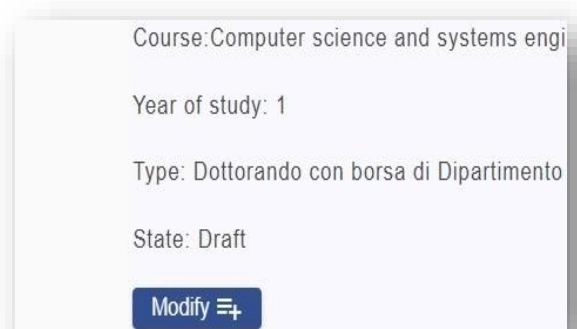 Course:Computer science and systems engi
Year of study: 1
Type: Dottorando con borsa di Dipartimento
State: Draft
Modify